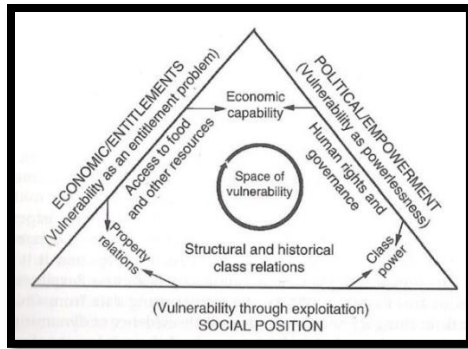 ECONOMIC/ENTITLEMENTS
(Vulnerability as an entitlement problem)
Access to food
and other resources
POLITICAL/EMPOWERMENT
(Vulnerability as powerlessness)
Human rights and
governance
Economic
capability
Space of
vulnerability
Property
relations
Structural and historical
class relations
Class
power
(Vulnerability through exploitation)
SOCIAL POSITION